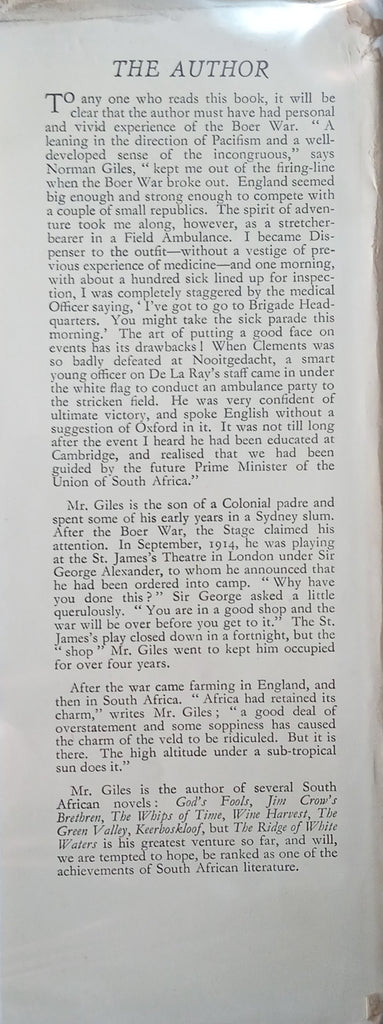 THE AUTHOR
TO any one who reads this book, it will be
clear that the author must have had personal
and vivid experience of the Boer War. “ A
leaning in the direction of Pacifism and a well-
developed sense of the incongruous,” says
Norman Giles, “ kept me out of the firing-line
when the Boer War broke out. England seemed
big enough and strong enough to compete with
a couple of small republics. The spirit of adven-
ture took me along, however, as a stretcher-
bearer in a Field Ambulance. I became Dis-
penser to the outfit—without a vestige of pre-
vious experience of medicine—and one morning,
with about a hundred sick lined up for inspec-
tion, I was completely staggered by the medical
Officer saying, ‘ I’ve got to go to Brigade Head-
quarters. You might take the sick parade this
morning.’ The art of putting a good face on
events has its drawbacks ! When Clements was
so badly defeated at Nooitgedacht, a smart
young officer on De La Ray’s staff came in under
the white flag to conduct an ambulance party to
the stricken field. He was very confident of
ultimate victory, and spoke English without a
suggestion of Oxford in it. It was not till long
after the event I heard he had been educated at
Cambridge, and realised that we had been
guided by the future Prime Minister of the
Union of South Africa.”
Mr. Giles is the son of a Colonial padre and
spent some of his early years in a Sydney slum.
After the Boer War, the Stage claimed his
attention. In September, 1914, he was playing
at the St. James’s Theatre in London under Sir
George Alexander, to whom he announced that
he had been ordered into camp. “ Why have
you done this ? ” Sir George asked a little
querulously. “ You are in a good shop and the
war will be over before you get to it.” The St.
James’s play closed down in a fortnight, but the
“ shop ” Mr. Giles went to kept him occupied
for over four years.
After the war came farming in England, and
then in South Africa. “ Africa had retained its
charm,” writes Mr. Giles ; “ a good deal of
overstatement and some soppiness has caused
the charm of the veld to be ridiculed. But it is
there. The high altitude under a sub-tropical
sun does it.”
Mr. Giles is the author of several South
African novels : God’s Fools, Jim Crow’s
Brethren, The Whips of Time, Wine Harvest, The
Green Valley, Keerboskloof, but The Ridge of White
Waters is his greatest venture so far, and will,
we are tempted to hope, be ranked as one of the
achievements of South African literature.